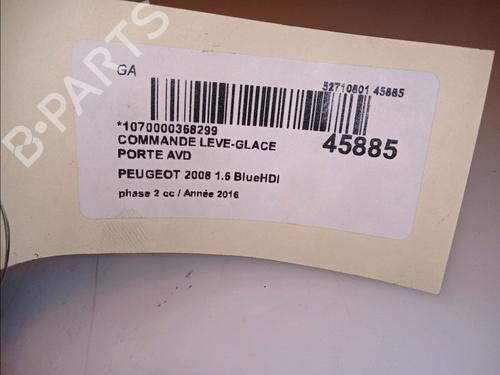 B-PARTS
GA
52710801 45885
*1070000368299
45885
COMMANDE LEVE-GLACE
PORTE AVD
PEUGEOT 2008 1.6 BlueHDI
phase 2 cc / Année 2016